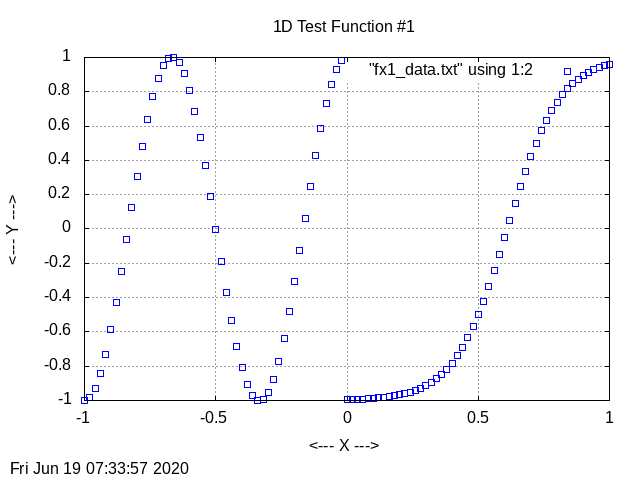 1D Test Function #1
"fx1_data.txt" using 1:2
1
0.8
0.6
0.4
0.2
0
-0.2
-0.4
-0.6
-0.8
-1
<--- Y --->
-1 -0.5 0 0.5 1
<--- X --->
Fri Jun 19 07:33:57 2020